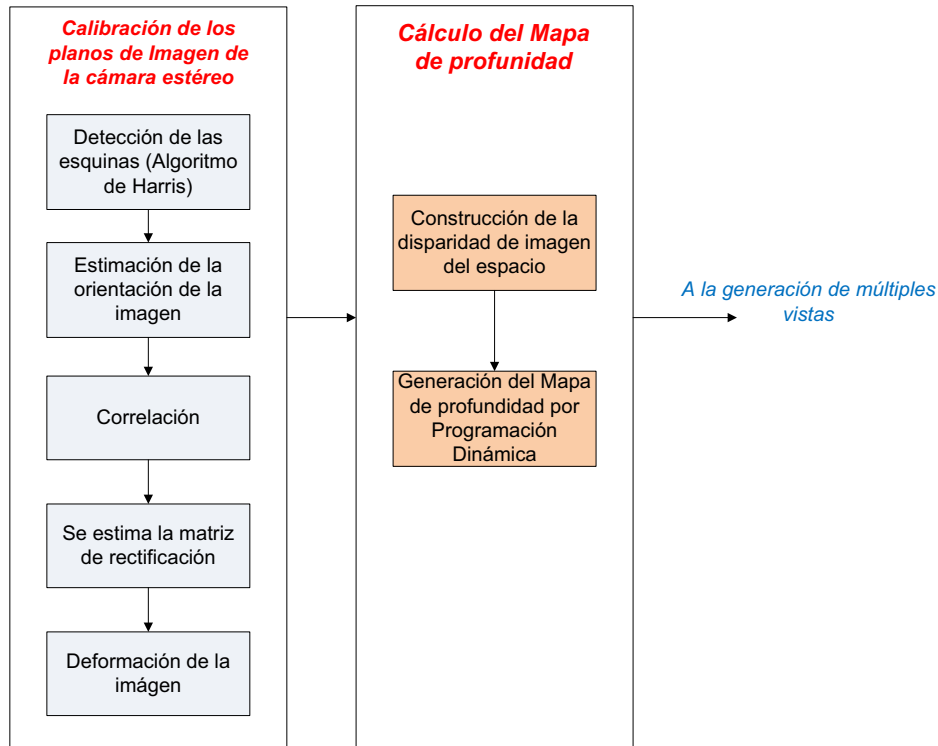 Calibración de los
planos de Imagen de
la cámara estéreo
Detección de las
esquinas (Algoritmo
de Harris)
Estimación de la
orientación de la
imagen
Correlación
Se estima la matriz
de rectificación
Deformación de la
imágen
Cálculo del Mapa
de profunidad
Construcción de la
disparidad de imagen
del espacio
Generación del Mapa
de profundidad por
Programación
Dinámica
A la generación de múltiples
vistas